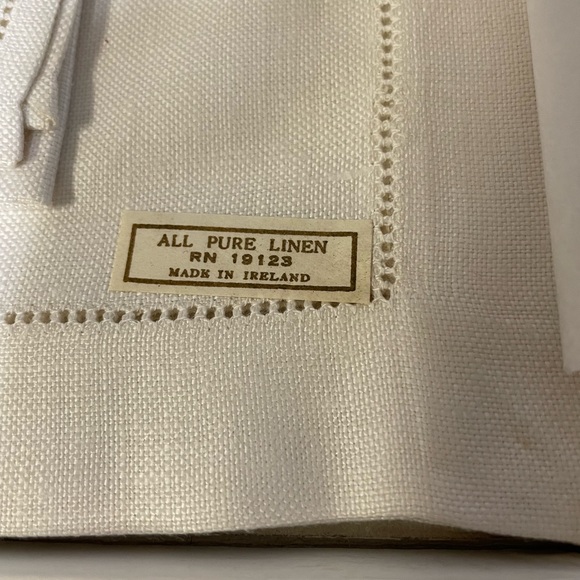 ALL PURE LINEN
RN 19123
MADE IN IRELAND